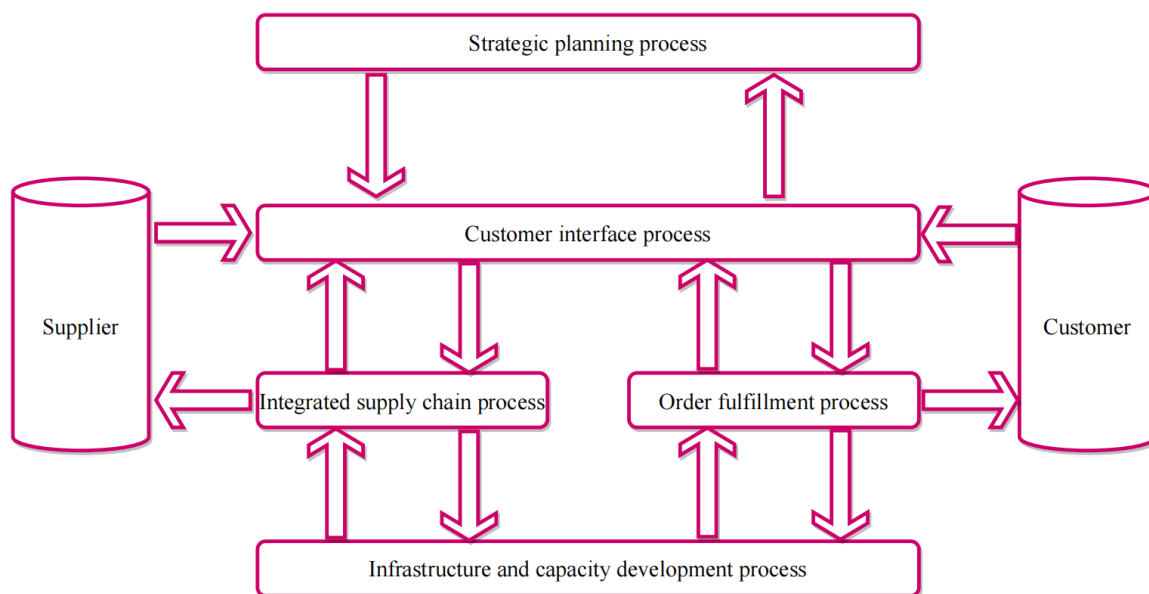 Strategic planning process
Customer interface process
Supplier
Customer
Integrated supply chain process
Order fulfillment process
Infrastructure and capacity development process